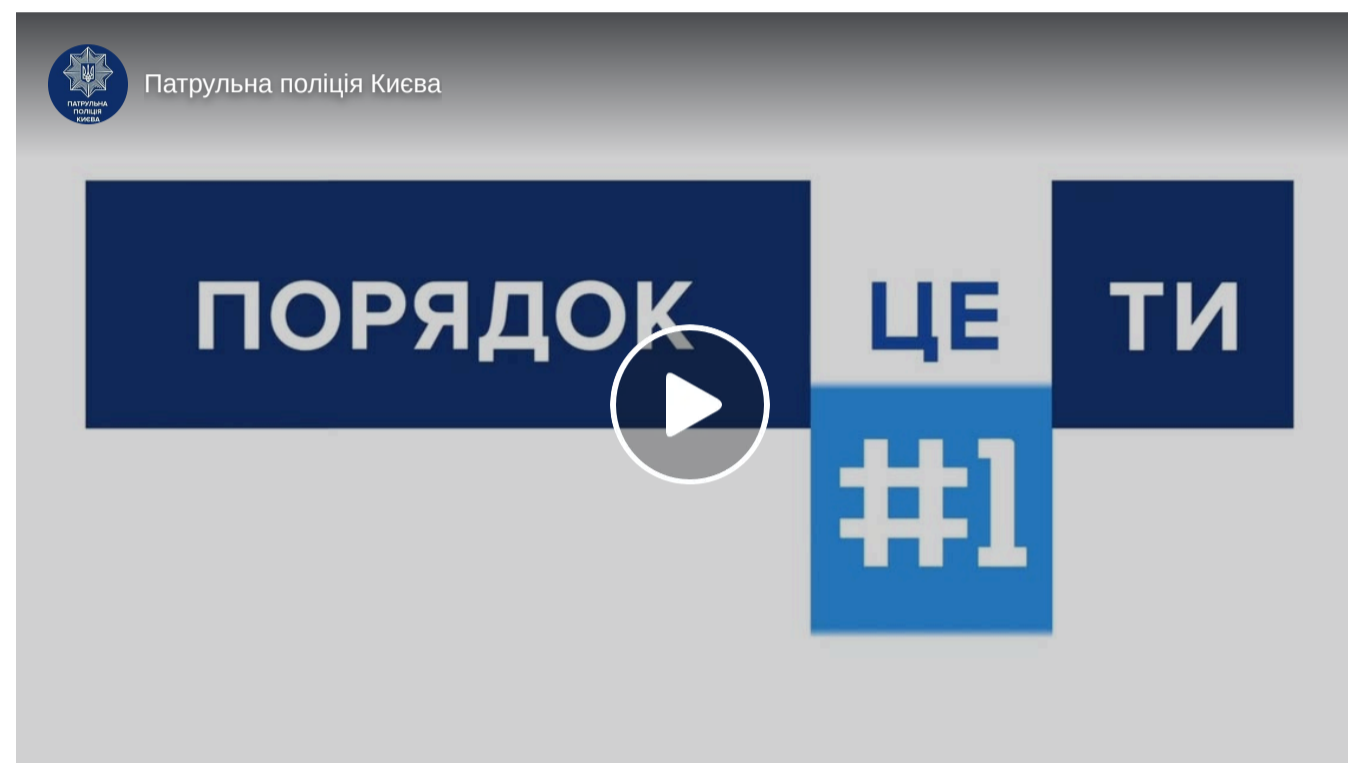 Патрульна поліція Києва
ПАТРУЛЬНА
ПОЛІЦІЯ
КИЄВА
ПОРЯДОК ЦЕ ТИ
#1